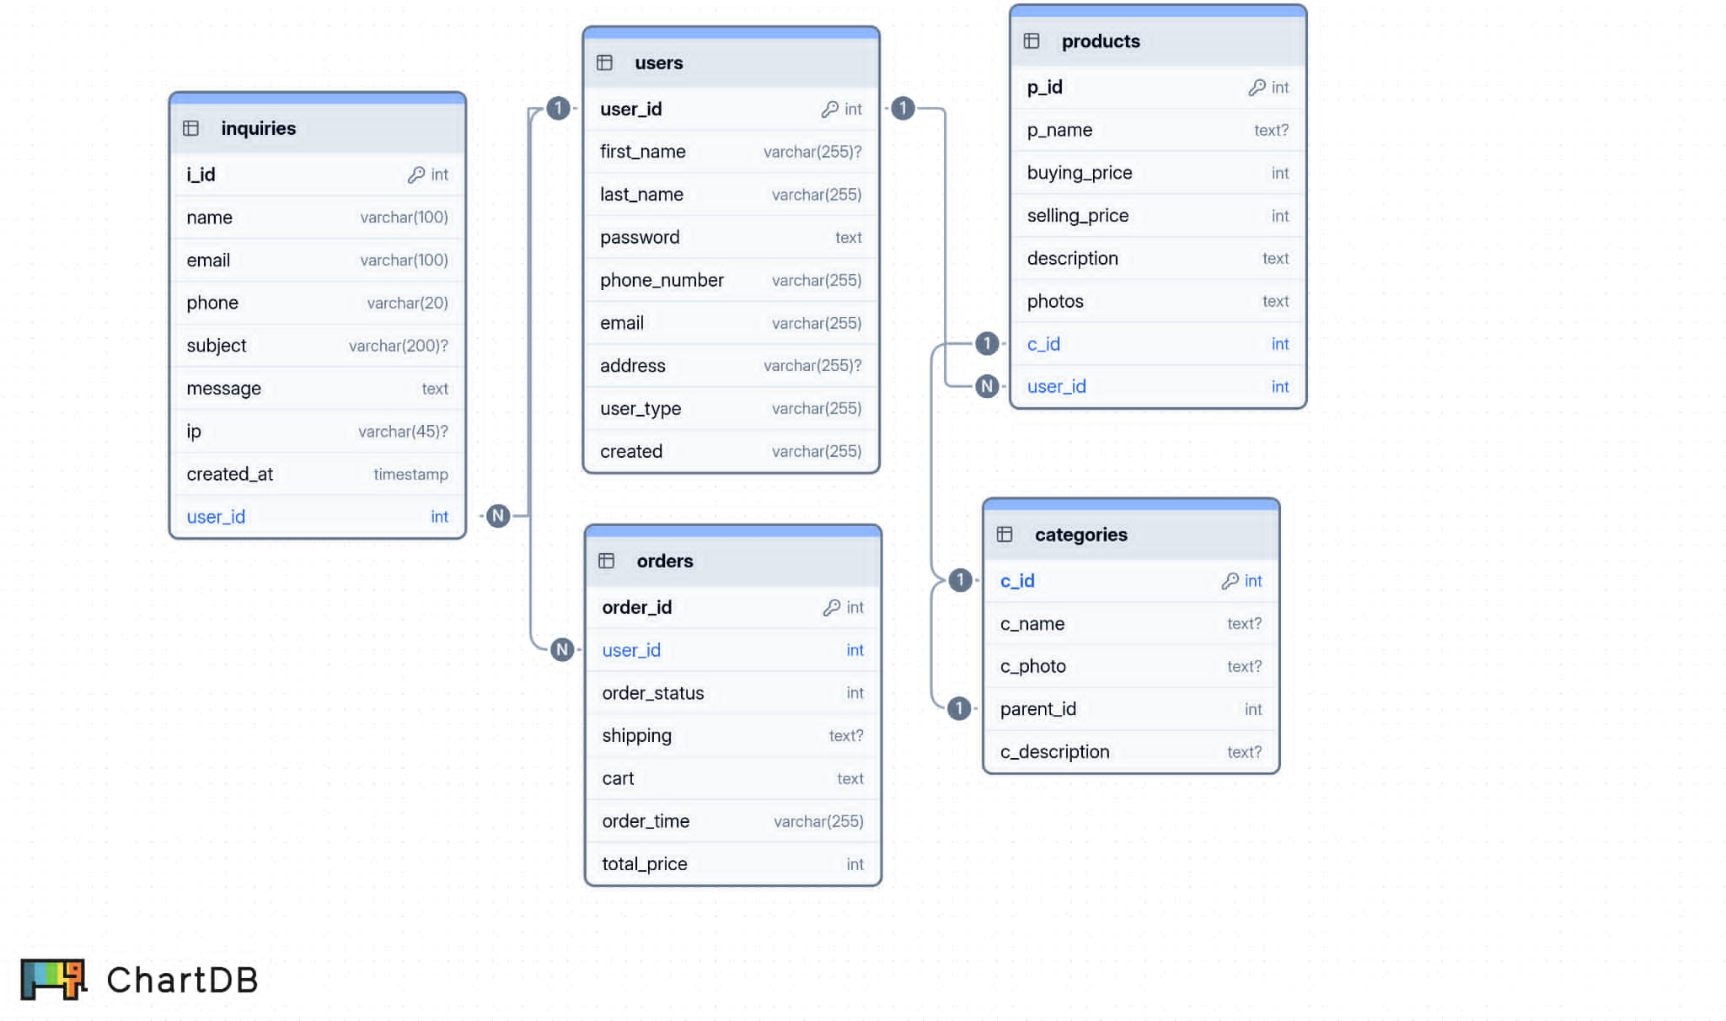 inquiries
i_id int
name varchar(100)
email varchar(100)
phone varchar(20)
subject varchar(200)?
message text
ip varchar(45)?
created_at timestamp
user_id int
N
1
users
user_id int
first_name varchar(255)?
last_name varchar(255)
password text
phone_number varchar(255)
email varchar(255)
address varchar(255)?
user_type varchar(255)
created varchar(255)
1
N
orders
order_id int
user_id int
order_status int
shipping text?
cart text
order_time varchar(255)
total_price int
products
p_id int
p_name text?
buying_price int
selling_price int
description text
photos text
1
c_id int
N
user_id int
categories
1
c_id int
c_name text?
c_photo text?
1
parent_id int
c_description text?
ChartDB